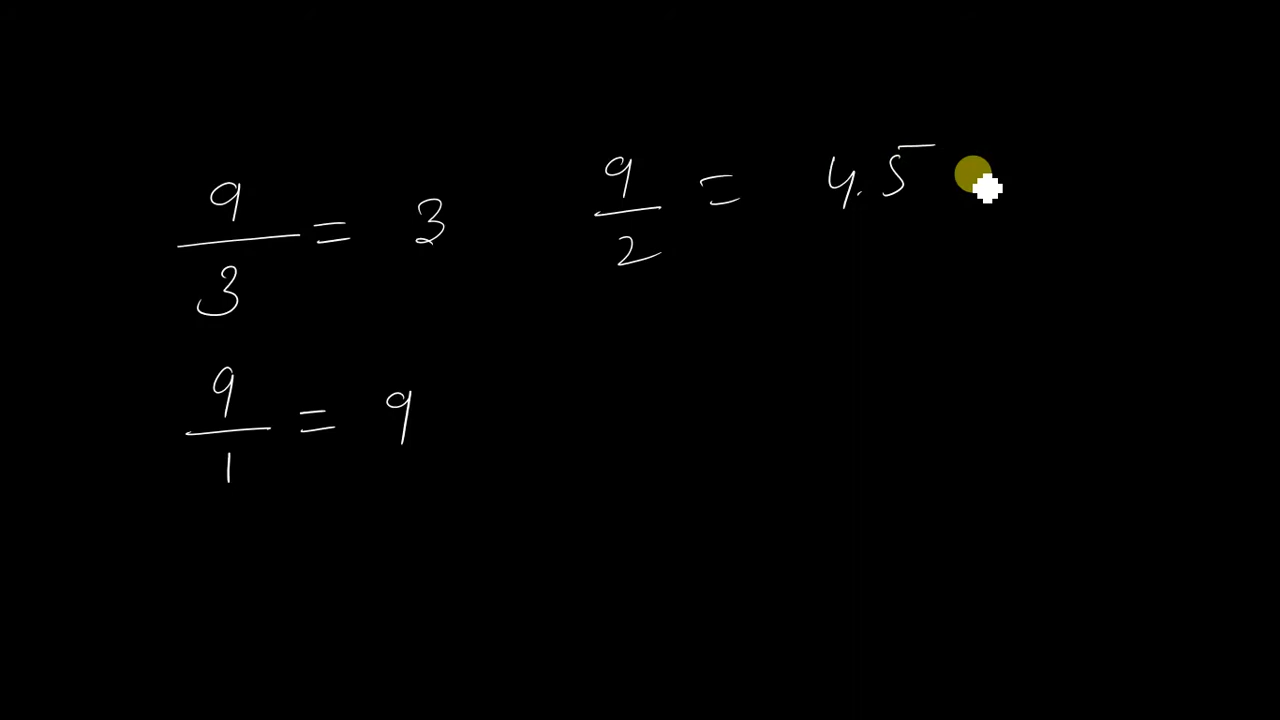 9/3 = 3
9/2 = 4.5
9/1 = 9